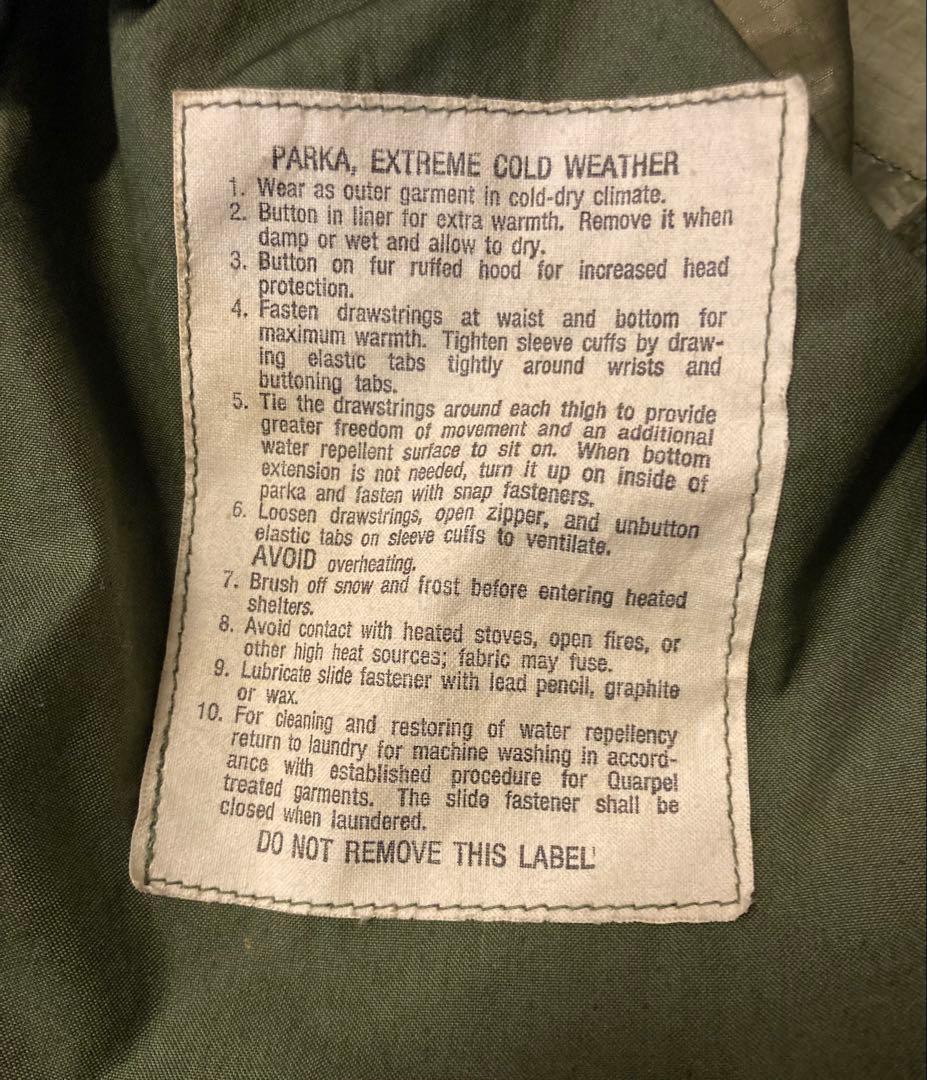 PARKA, EXTREME COLD WEATHER
1. Wear as outer garment in cold-dry climate.
2. Button in liner for extra warmth. Remove it when
damp or wet and allow to dry.
3. Button on fur ruffed hood for increased head
protection.
4. Fasten drawstrings at waist and bottom for
maximum warmth. Tighten sleeve cuffs by draw-
ing elastic tabs tightly around wrists and
buttoning tabs.
5. Tie the drawstrings around each thigh to provide
greater freedom of movement and an additional
water repellent surface to sit on. When bottom
extension is not needed, turn it up on inside of
parka and fasten with snap fasteners.
6. Loosen drawstrings, open zipper, and unbutton
elastic tabs on sleeve cuffs to ventilate.
AVOID overheating.
7. Brush off snow and frost before entering heated
shelters.
8. Avoid contact with heated stoves, open fires, or
other high heat sources; fabric may fuse.
9. Lubricate slide fastener with lead pencil, graphite
or wax.
10. For cleaning and restoring of water repellency
return to laundry for machine washing in accord-
ance with established procedure for Quarpel
treated garments. The slide fastener shall be
closed when laundered.
DO NOT REMOVE THIS LABEL